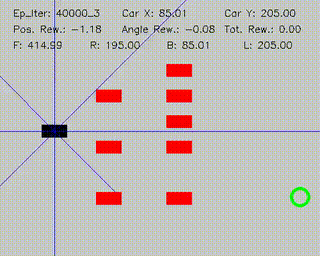 Ep_Iter: 40000_3 Car X: 85.01 Car Y: 205.00
Pos. Rew.: -1.18 Angle Rew.: -0.08 Tot. Rew.: 0.00
F: 414.99 R: 195.00 B: 85.01 L: 205.00